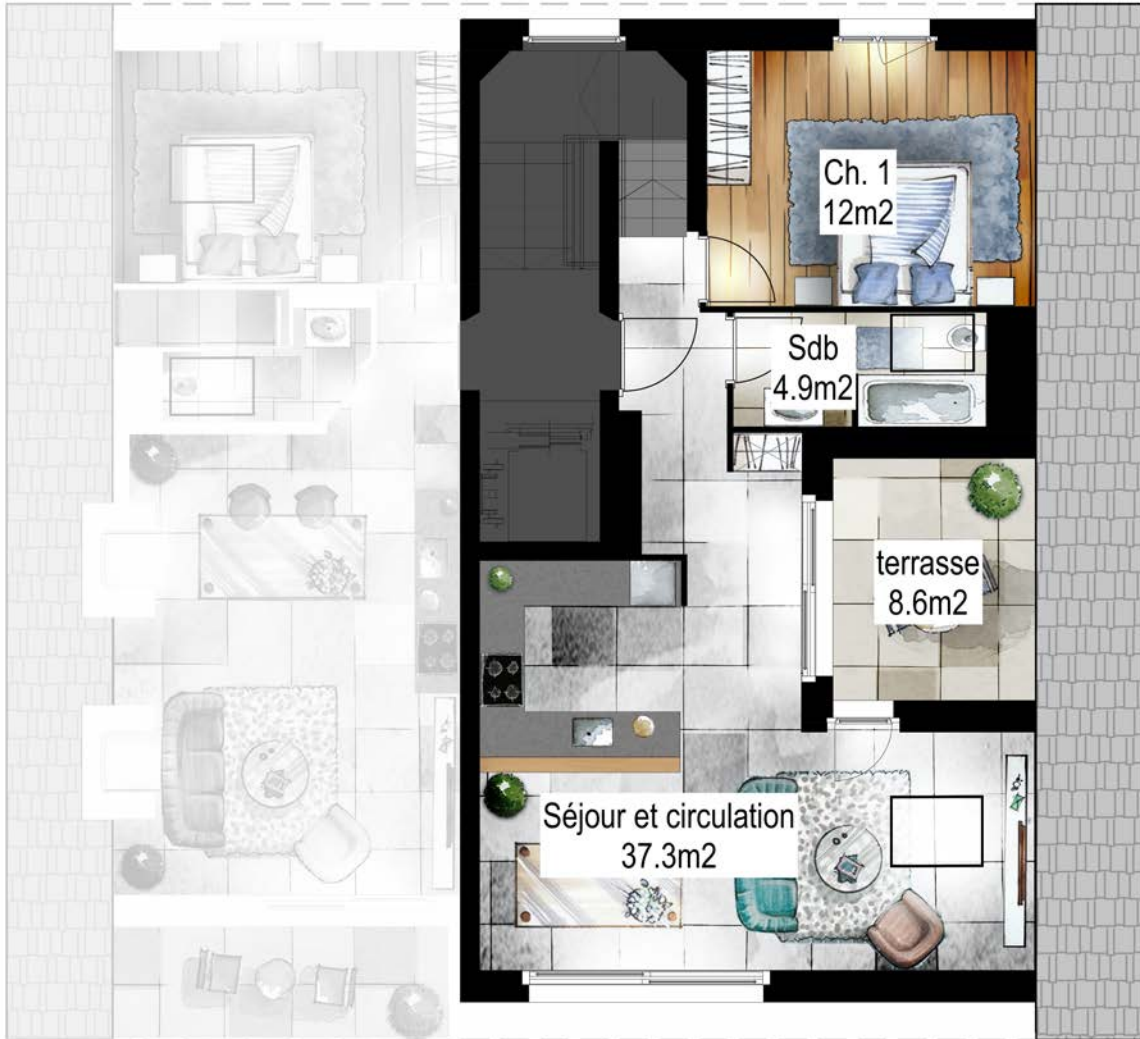 Ch. 1
12m2
Sdb
4.9m2
terrasse
8.6m2
Séjour et circulation
37.3m2